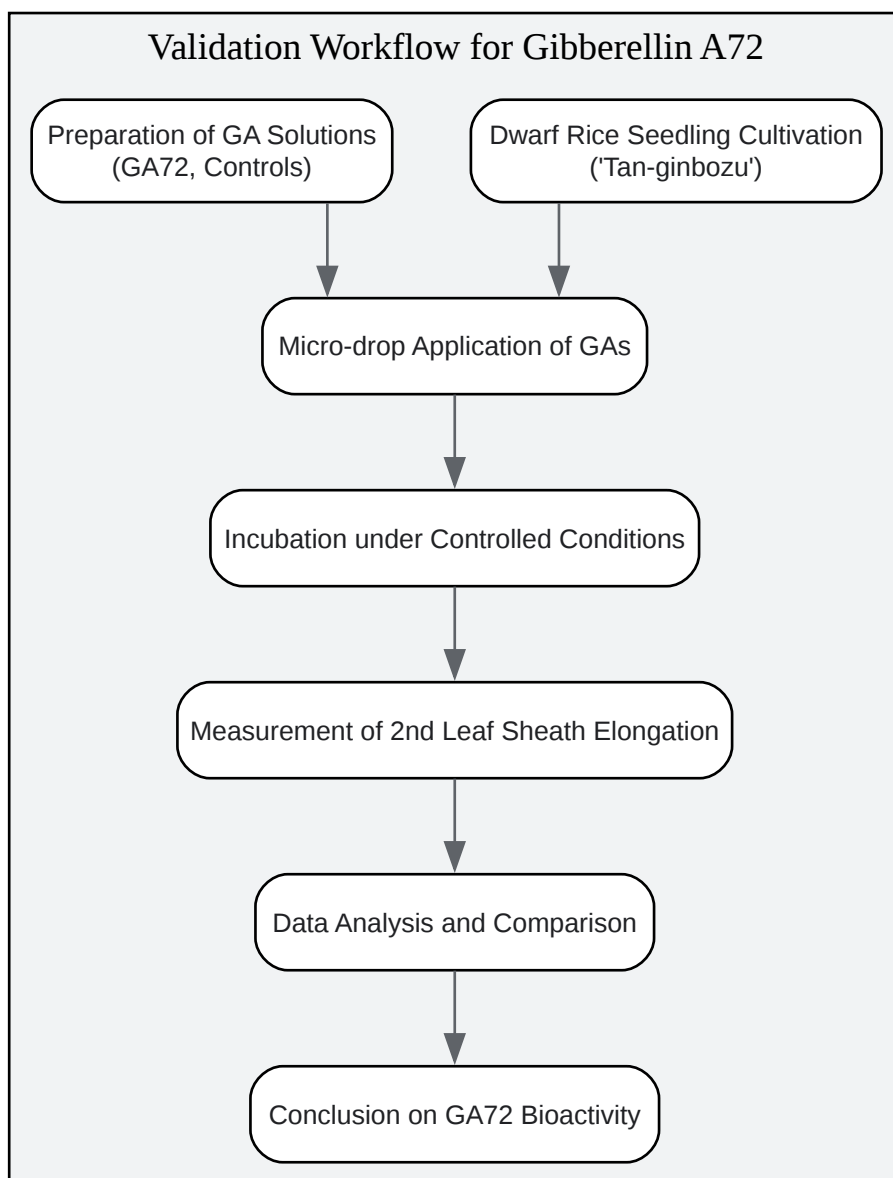 Validation Workflow for Gibberellin A72
Preparation of GA Solutions
(GA72, Controls)
Dwarf Rice Seedling Cultivation
('Tan-ginbozu')
Micro-drop Application of GAs
Incubation under Controlled Conditions
Measurement of 2nd Leaf Sheath Elongation
Data Analysis and Comparison
Conclusion on GA72 Bioactivity